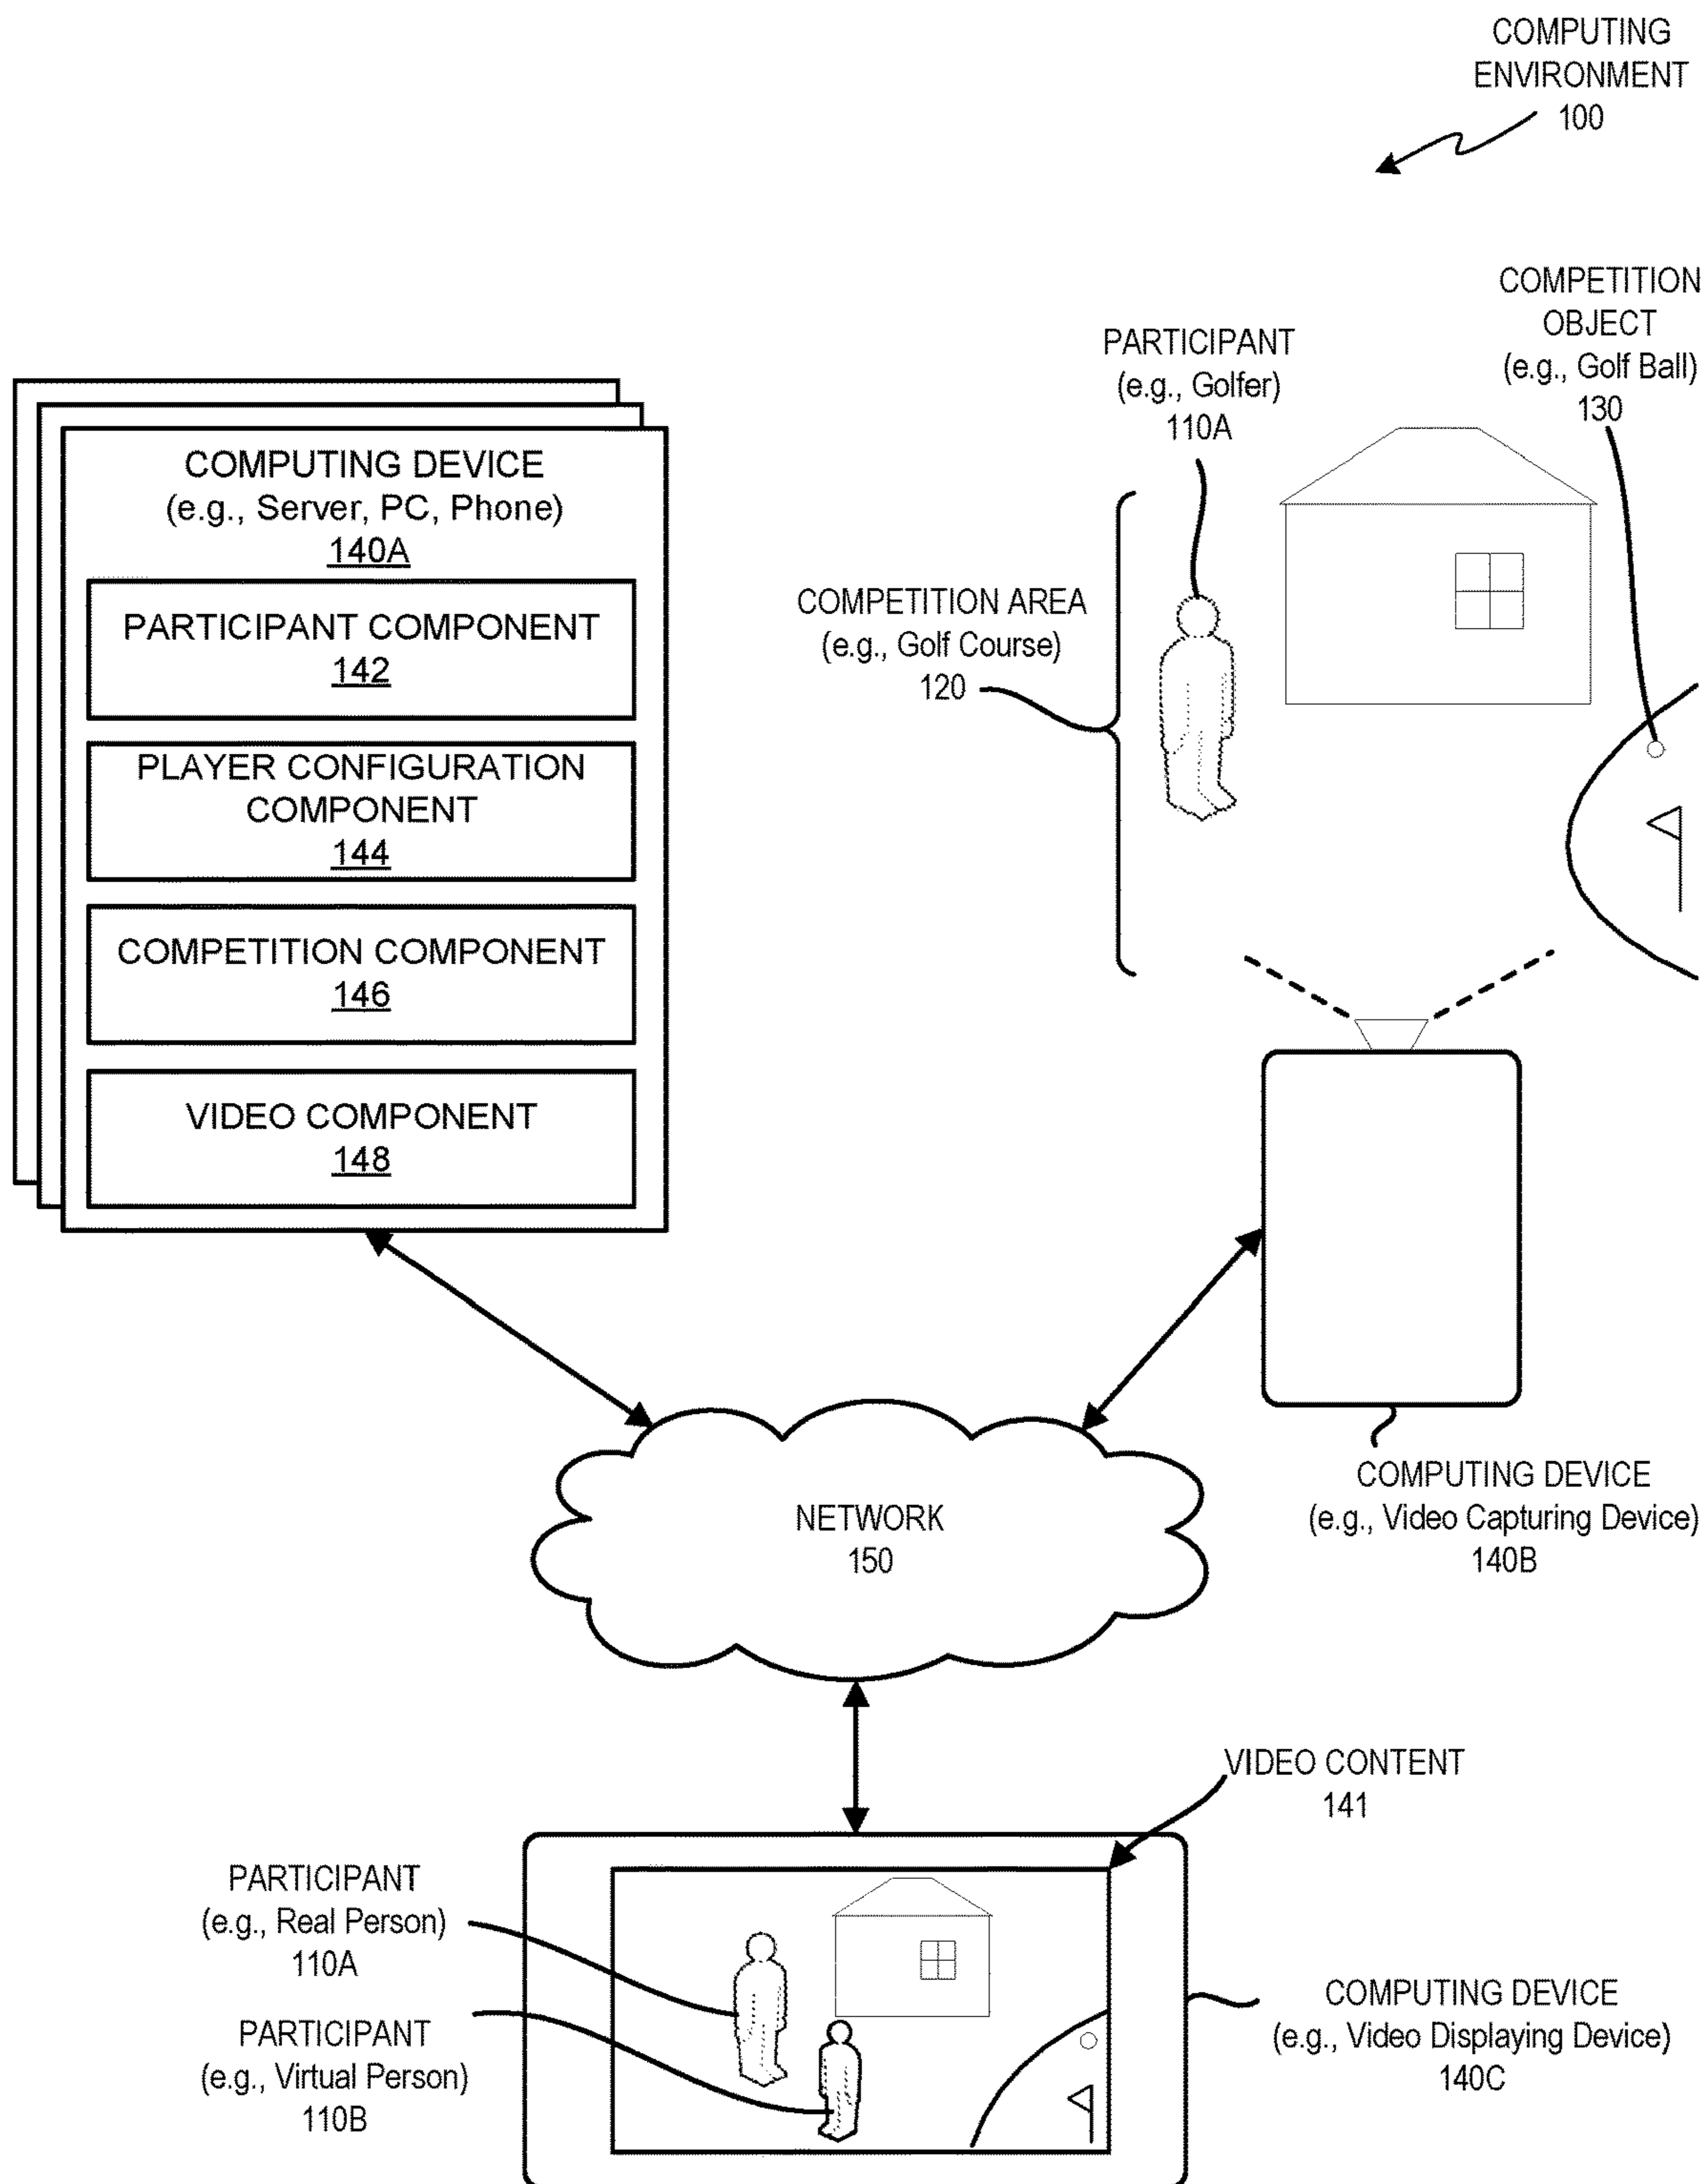 COMPUTING
ENVIRONMENT
100
COMPETITION
OBJECT
(e.g., Golf Ball)
130
PARTICIPANT
(e.g., Golfer)
110A
COMPETITION AREA
(e.g., Golf Course)
120
COMPUTING DEVICE
(e.g., Server, PC, Phone)
140A
PARTICIPANT COMPONENT
142
PLAYER CONFIGURATION
COMPONENT
144
COMPETITION COMPONENT
146
VIDEO COMPONENT
148
COMPUTING DEVICE
(e.g., Video Capturing Device)
140B
NETWORK
150
VIDEO CONTENT
141
PARTICIPANT
(e.g., Real Person)
110A
PARTICIPANT
(e.g., Virtual Person)
110B
COMPUTING DEVICE
(e.g., Video Displaying Device)
140C